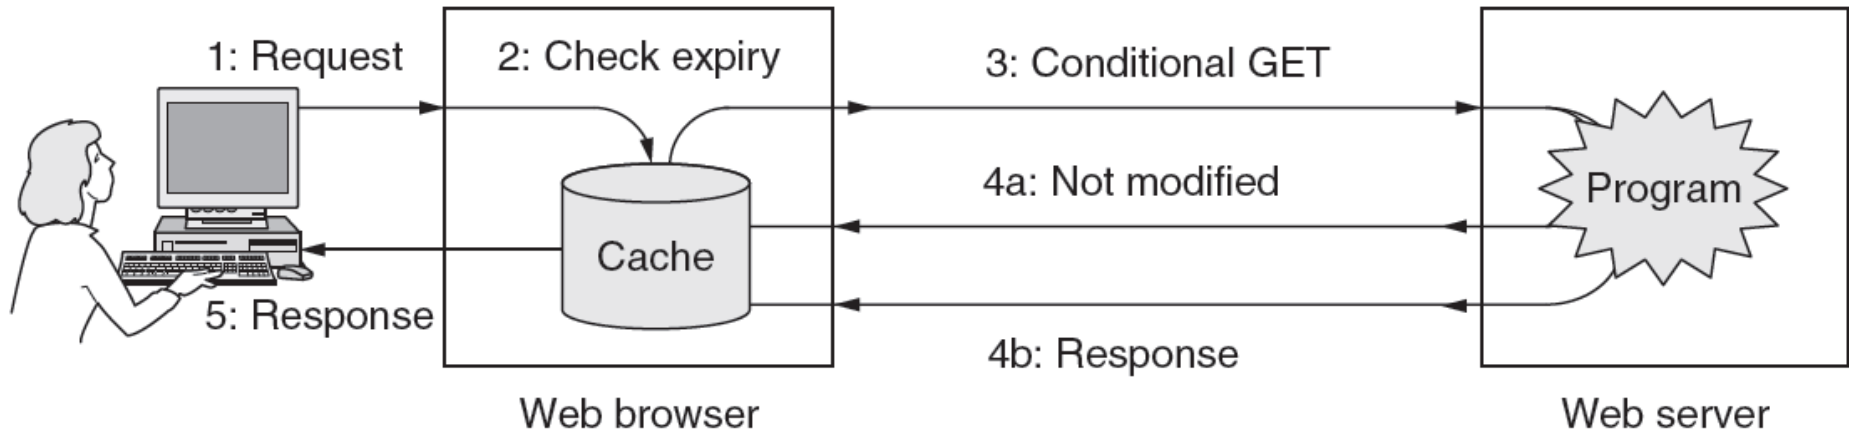 1: Request
2: Check expiry
3: Conditional GET
4a: Not modified
Program
Cache
5: Response
4b: Response
Web browser
Web server